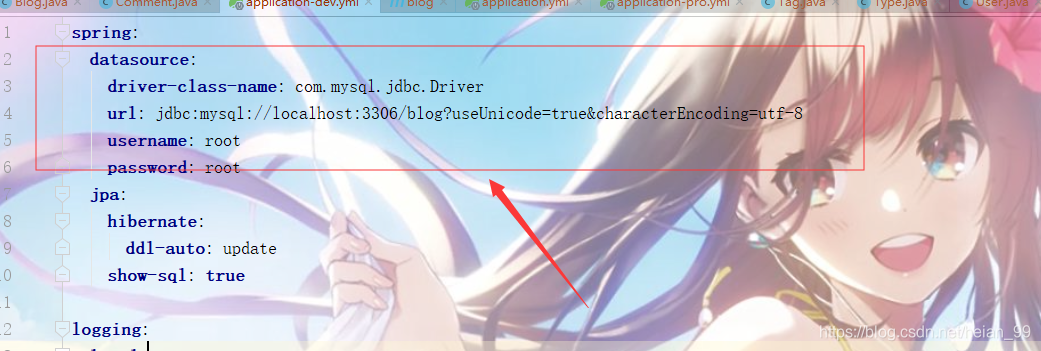 Blog.java Comment.java application-dev.yml blog application.yml application-pro.yml Tag.java Type.java User.java
1 spring:
2 datasource:
3 driver-class-name: com.mysql.jdbc.Driver
4 url: jdbc:mysql://localhost:3306/blog?useUnicode=true&characterEncoding=utf-8
5 username: root
6 password: root
7 jpa:
8 hibernate:
9 ddl-auto: update
10 show-sql: true
11
12 logging:
https://blog.csdn.net/heian_99